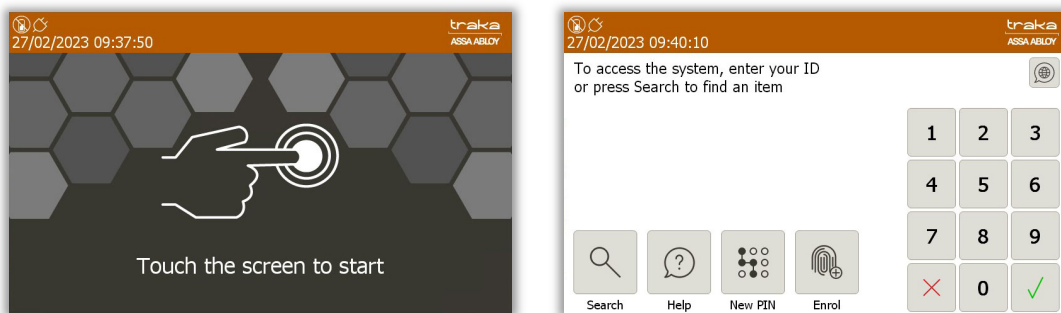 traka
27/02/2023 09:37:50
ASSA ABLOY
Touch the screen to start
traka
27/02/2023 09:40:10
ASSA ABLOY
To access the system, enter your ID
or press Search to find an item
1 2 3
4 5 6
7 8 9
0
Search Help New PIN Enrol